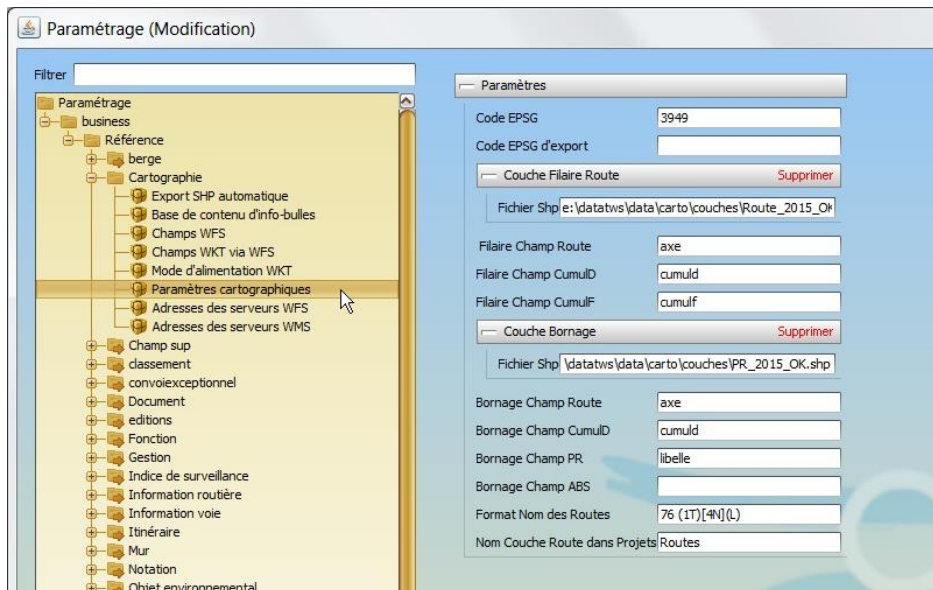 Paramétrage (Modification)
Filtrer
Paramétrage
business
Référence
berge
Cartographie
Export SHP automatique
Base de contenu d'info-bulles
Champs WFS
Champs WKT via WFS
Mode d'alimentation WKT
Paramètres cartographiques
Adresses des serveurs WFS
Adresses des serveurs WMS
Champ sup
classement
convoiexceptionnel
Document
editions
Fonction
Gestion
Indice de surveillance
Information routière
Information voie
Itinéraire
Mur
Notation
Objet environnemental
Paramètres
Code EPSG 3949
Code EPSG d'export
Couche Filaire Route Supprimer
Fichier Shp e:\datatws\data\carto\couches\Route_2015_OK
Filaire Champ Route axe
Filaire Champ CumulD cumuld
Filaire Champ CumulF cumulf
Couche Bornage Supprimer
Fichier Shp \datatws\data\carto\couches\PR_2015_OK.shp
Bornage Champ Route axe
Bornage Champ CumulD cumuld
Bornage Champ PR libelle
Bornage Champ ABS
Format Nom des Routes 76 (1T)[4N](L)
Nom Couche Route dans Projets Routes